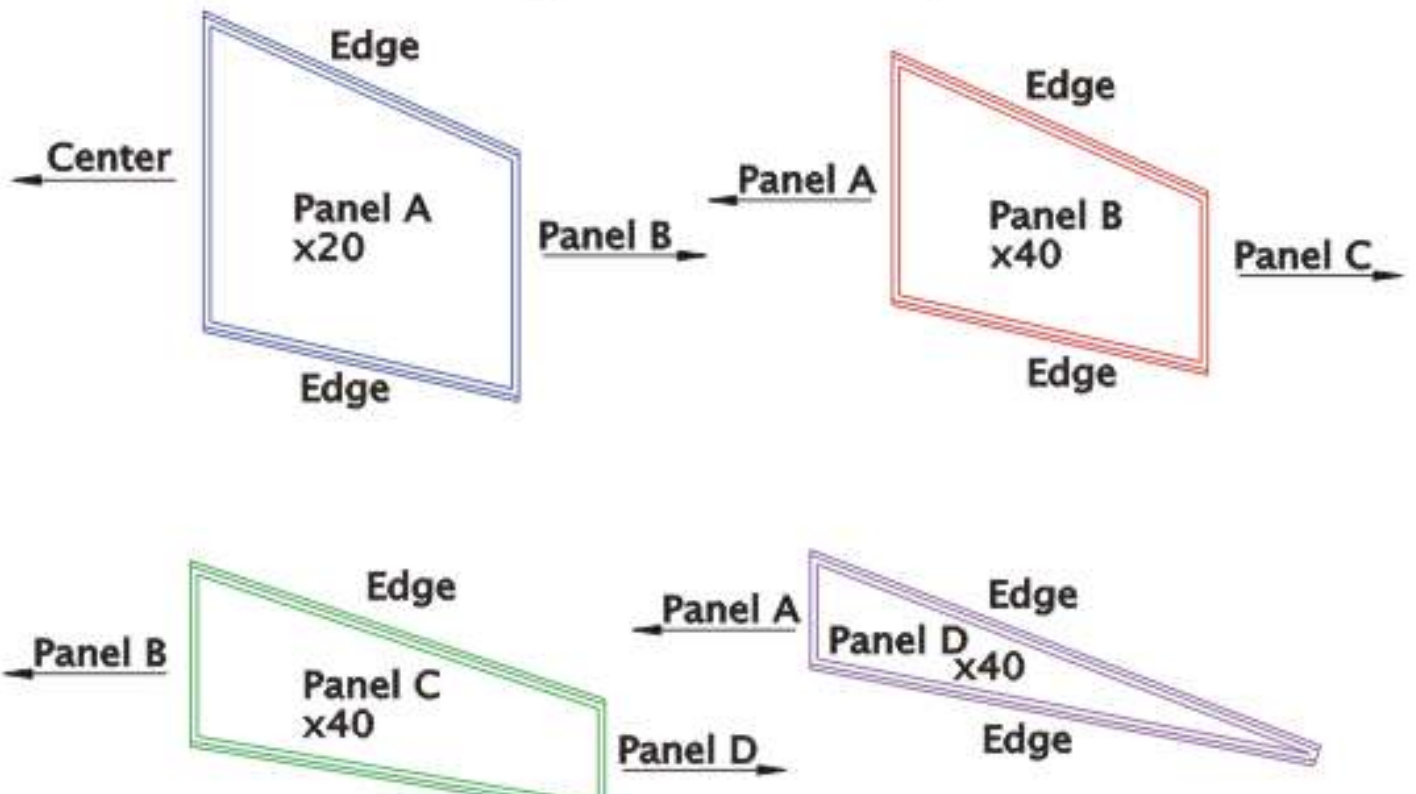 Edge
Center
Panel A
x20
Panel B
Edge
Edge
Panel A
Panel B
x40
Panel C
Edge
Edge
Panel B
Panel C
x40
Panel D
Edge
Panel A
Panel D
x40
Edge